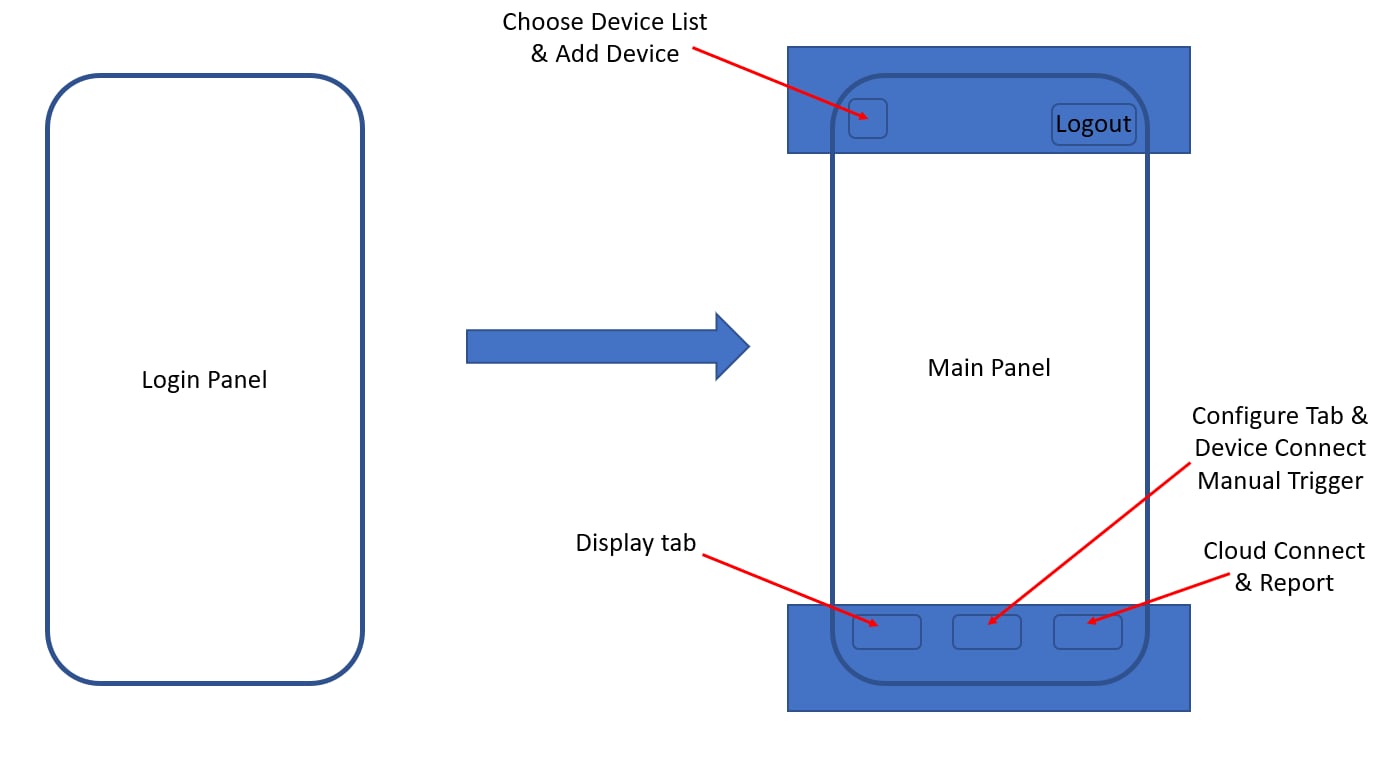 Choose Device List
& Add Device
Logout
Login Panel
Main Panel
Configure Tab &
Device Connect
Manual Trigger
Display tab
Cloud Connect
& Report